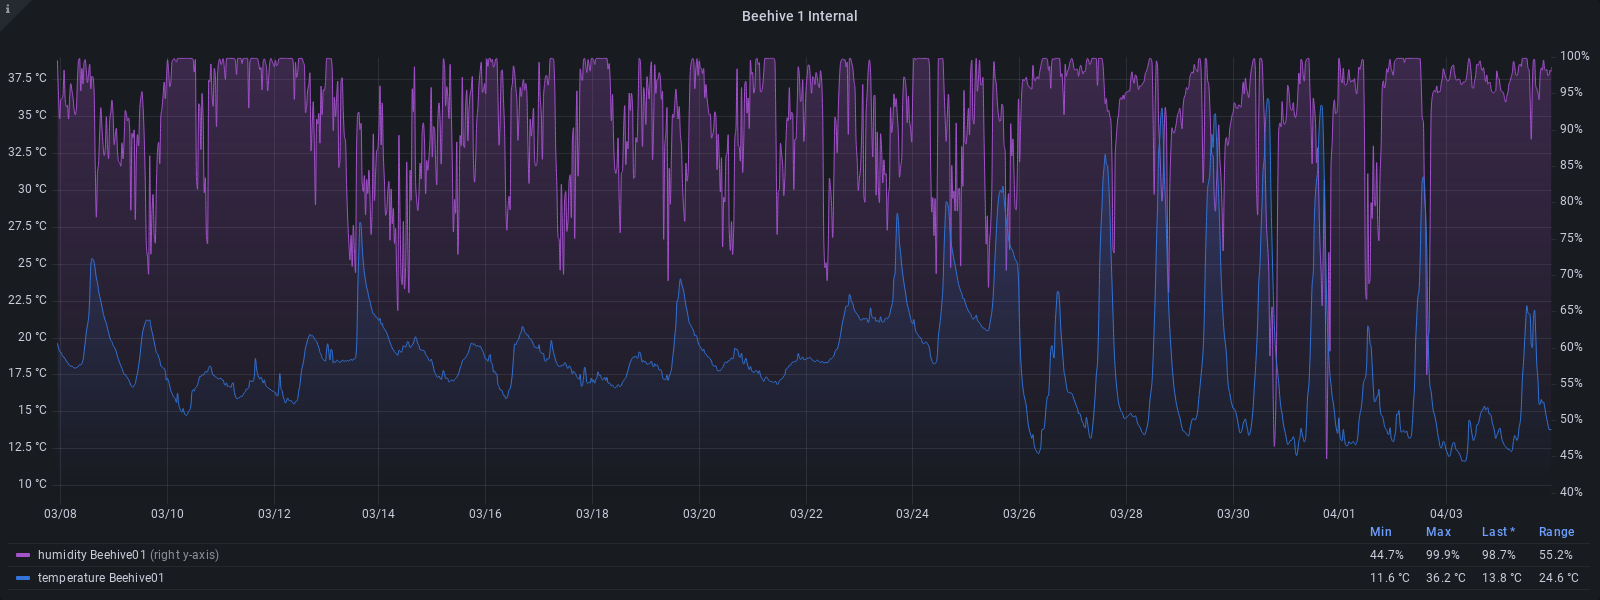 i
Beehive 1 Internal
37.5 °C
35 °C
32.5 °C
30 °C
27.5 °C
25 °C
22.5 °C
20 °C
17.5 °C
15 °C
12.5 °C
10 °C
100%
95%
90%
85%
80%
75%
70%
65%
60%
55%
50%
45%
40%
03/08 03/10 03/12 03/14 03/16 03/18 03/20 03/22 03/24 03/26 03/28 03/30 04/01 04/03
Min Max Last * Range
humidity Beehive01 (right y-axis) 44.7% 99.9% 98.7% 55.2%
temperature Beehive01 11.6 °C 36.2 °C 13.8 °C 24.6 °C